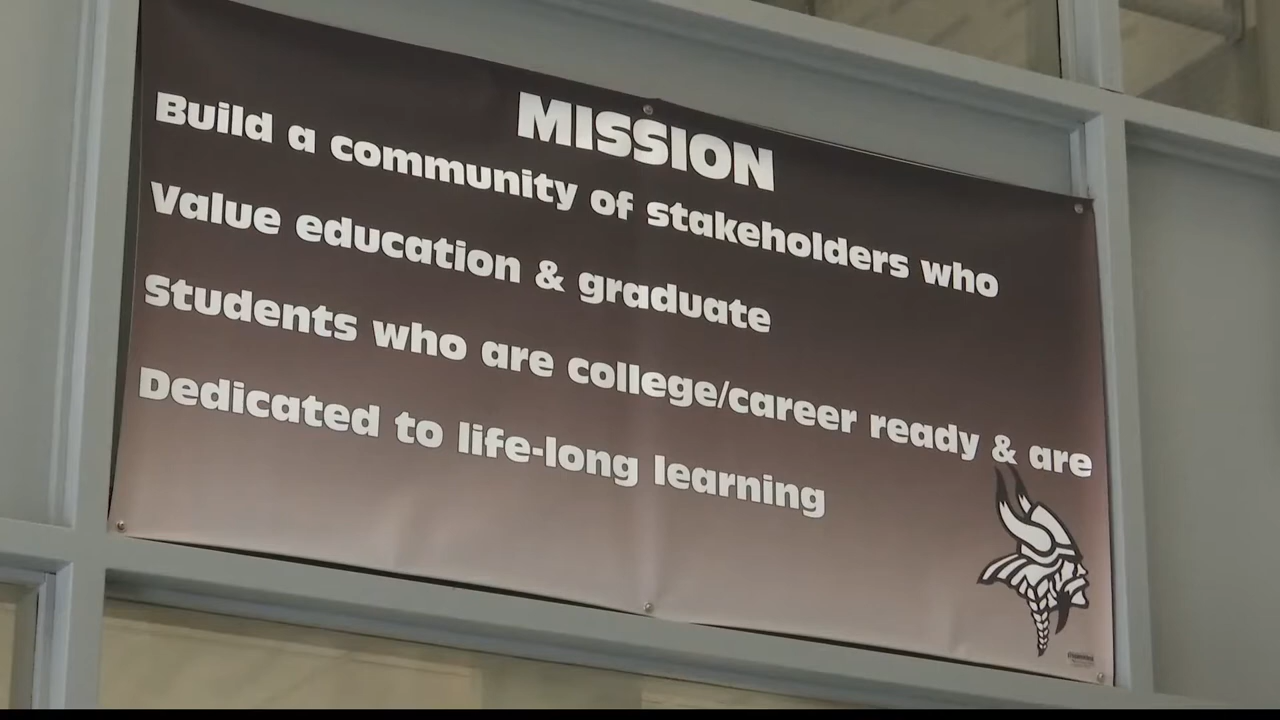 MISSION
Build a community of stakeholders who
Value education & graduate
Students who are college/career ready & are
Dedicated to life-long learning